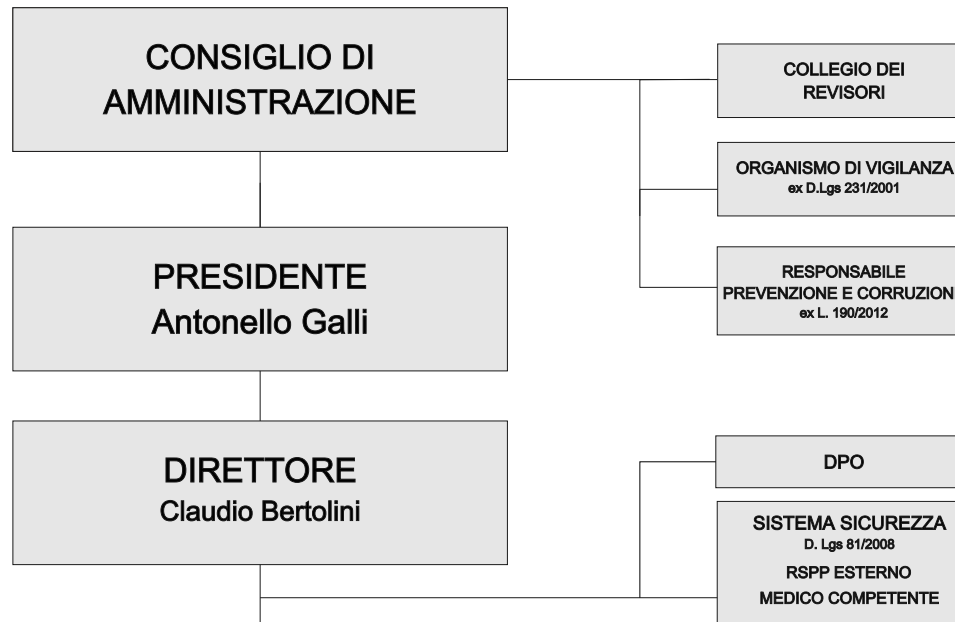 CONSIGLIO DI
AMMINISTRAZIONE
COLLEGIO DEI
REVISORI
ORGANISMO DI VIGILANZA
ex D.Lgs 231/2001
PRESIDENTE
Antonello Galli
RESPONSABILE
PREVENZIONE E CORRUZION
ex L. 190/2012
DIRETTORE
Claudio Bertolini
DPO
SISTEMA SICUREZZA
D. Lgs 81/2008
RSPP ESTERNO
MEDICO COMPETENTE